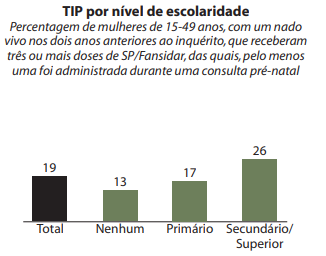 TIP por nível de escolaridade
Percentagem de mulheres de 15-49 anos, com um nado
vivo nos dois anos anteriores ao inquérito, que receberam
três ou mais doses de SP/Fansidar, das quais, pelo menos
uma foi administrada durante uma consulta pré-natal
19
13
17
26
Total
Nenhum
Primário
Secundário/
Superior